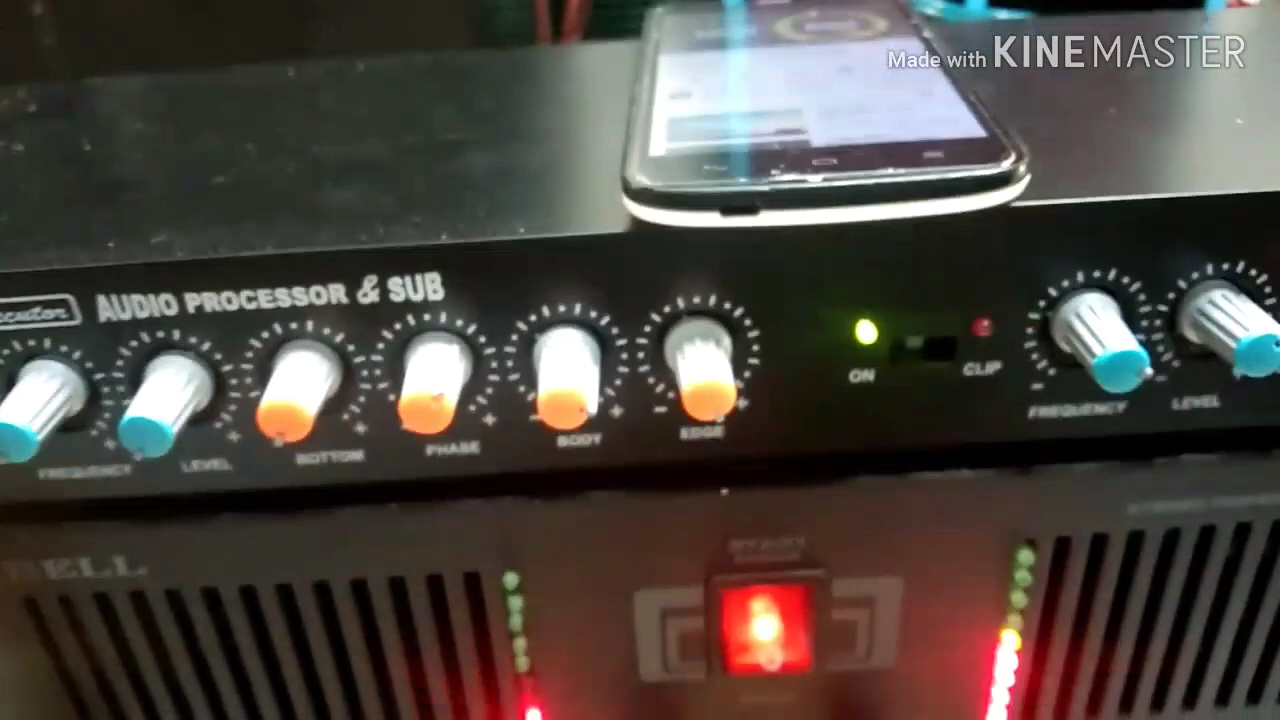 Made with KINEMASTER
AUDIO PROCESSOR & SUB
ON
CLIP
FREQUENCY
LEVEL
BOTTOM
PHASE
BODY
EDGE
FREQUENCY
LEVEL